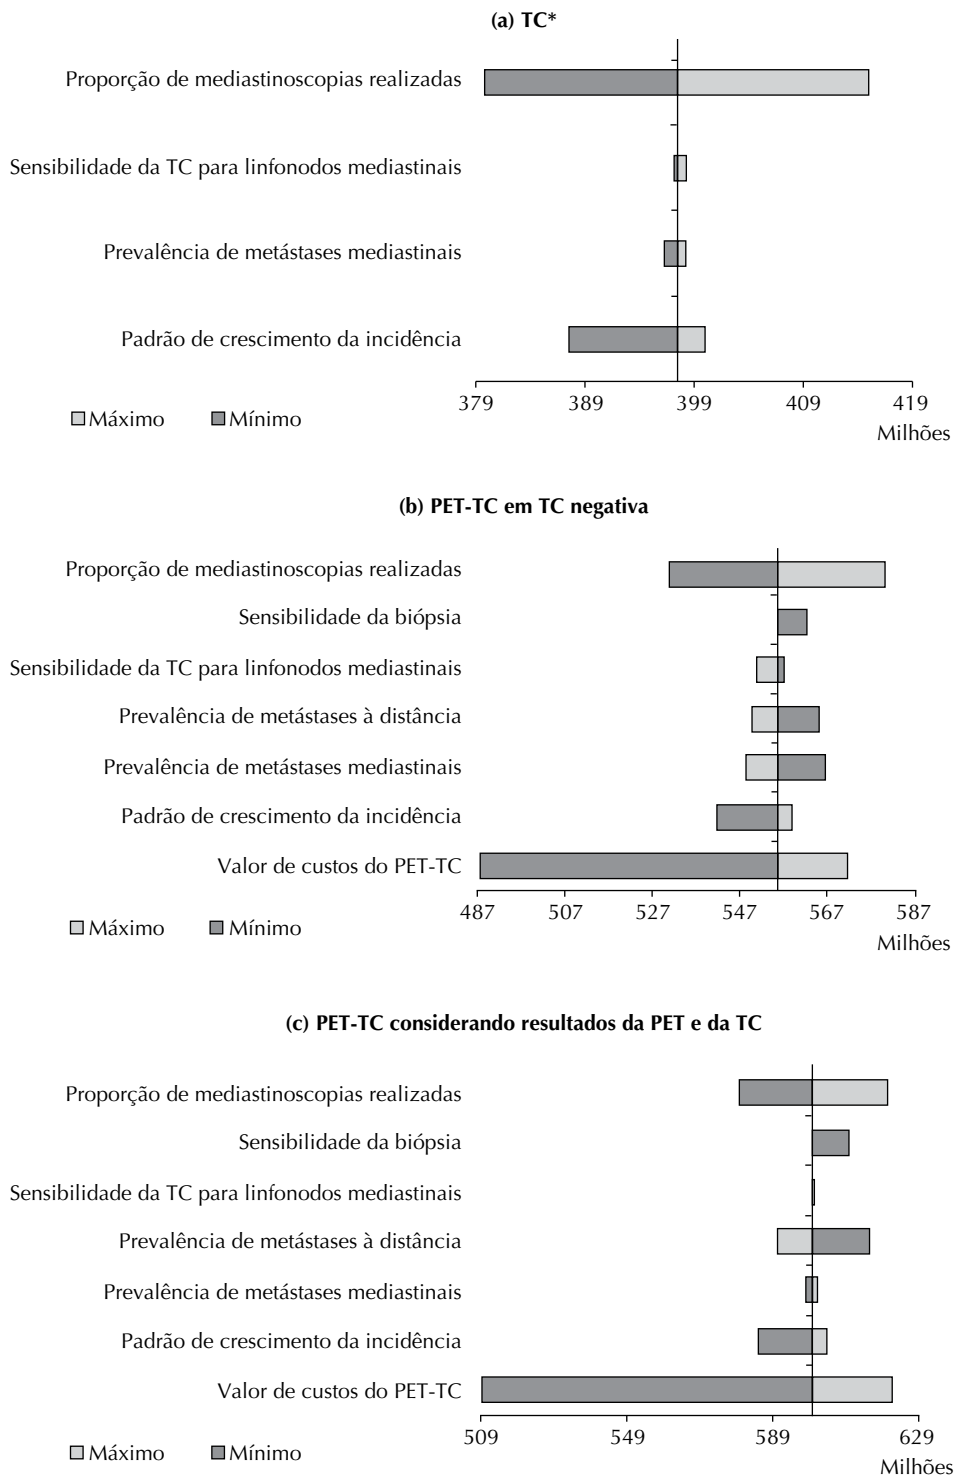 (a) TC*
Proporção de mediastinoscopias realizadas
Sensibilidade da TC para linfonodos mediastinais
Prevalência de metástases mediastinais
Padrão de crescimento da incidência
379 389 399 409 419
Milhões
Máximo Mínimo
(b) PET-TC em TC negativa
Proporção de mediastinoscopias realizadas
Sensibilidade da biópsia
Sensibilidade da TC para linfonodos mediastinais
Prevalência de metástases à distância
Prevalência de metástases mediastinais
Padrão de crescimento da incidência
Valor de custos do PET-TC
487 507 527 547 567 587
Milhões
Máximo Mínimo
(c) PET-TC considerando resultados da PET e da TC
Proporção de mediastinoscopias realizadas
Sensibilidade da biópsia
Sensibilidade da TC para linfonodos mediastinais
Prevalência de metástases à distância
Prevalência de metástases mediastinais
Padrão de crescimento da incidência
Valor de custos do PET-TC
509 549 589 629
Milhões
Máximo Mínimo